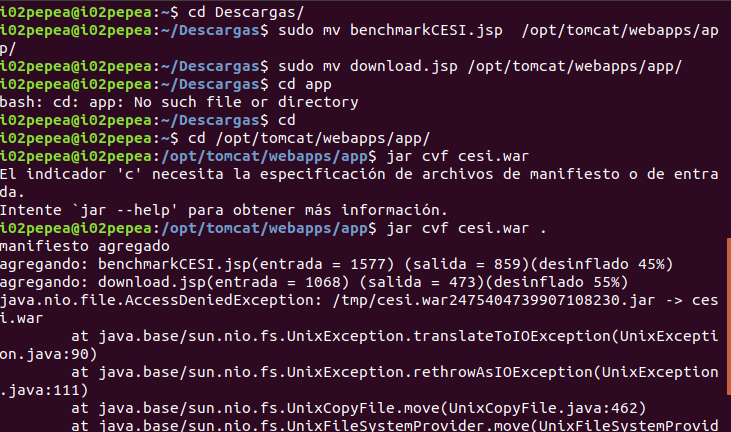 i02pepea@i02pepea:~$ cd Descargas/
i02pepea@i02pepea:~/Descargas$ sudo mv benchmarkCESI.jsp  /opt/tomcat/webapps/ap
p/
i02pepea@i02pepea:~/Descargas$ sudo mv download.jsp /opt/tomcat/webapps/app/
i02pepea@i02pepea:~/Descargas$ cd app
bash: cd: app: No such file or directory
i02pepea@i02pepea:~/Descargas$ cd
i02pepea@i02pepea:~$ cd /opt/tomcat/webapps/app/
i02pepea@i02pepea:/opt/tomcat/webapps/app$ jar cvf cesi.war
El indicador 'c' necesita la especificación de archivos de manifiesto o de entra
da.
Intente `jar --help' para obtener más información.
i02pepea@i02pepea:/opt/tomcat/webapps/app$ jar cvf cesi.war .
manifiesto agregado
agregando: benchmarkCESI.jsp(entrada = 1577) (salida = 859)(desinflado 45%)
agregando: download.jsp(entrada = 1068) (salida = 473)(desinflado 55%)
java.nio.file.AccessDeniedException: /tmp/cesi.war2475404739907108230.jar -> ces
i.war
        at java.base/sun.nio.fs.UnixException.translateToIOException(UnixExcepti
on.java:90)
        at java.base/sun.nio.fs.UnixException.rethrowAsIOException(UnixException
.java:111)
        at java.base/sun.nio.fs.UnixCopyFile.move(UnixCopyFile.java:462)
        at java.base/sun.nio.fs.UnixFileSystemProvider.move(UnixFileSystemProvid